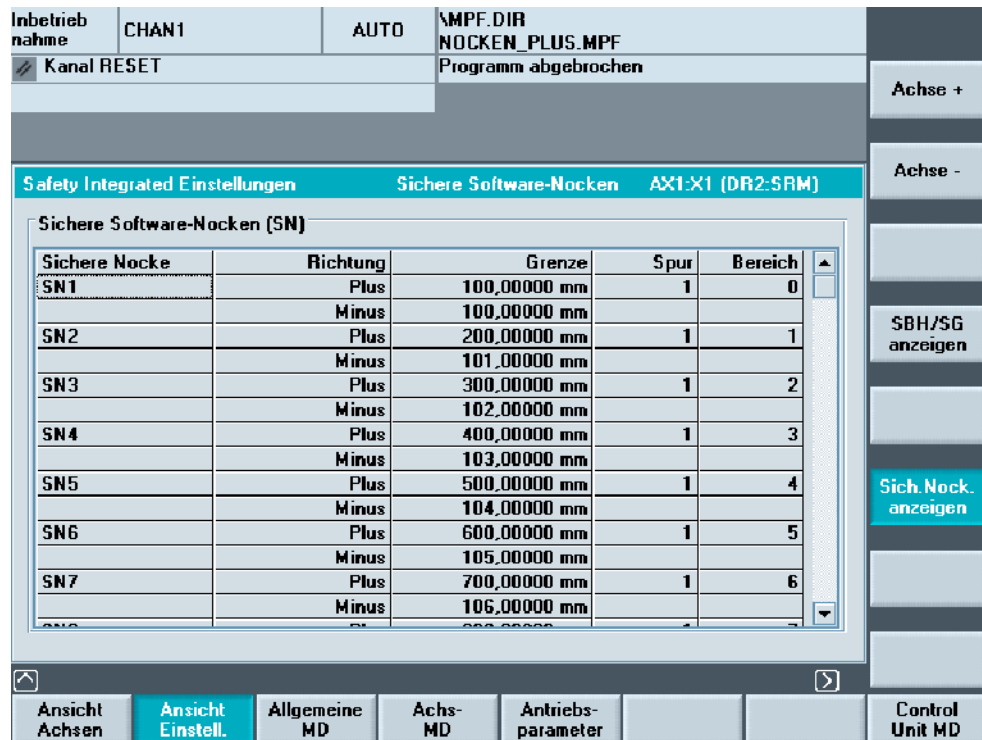 Inbetrieb
nahme
CHAN1
AUTO
\MPF.DIR
NOCKEN_PLUS.MPF
Kanal RESET
Programm abgebrochen
Safety Integrated Einstellungen Sichere Software-Nocken AX1:X1 (DR2:SRM)
Sichere Software-Nocken (SN)
Sichere Nocke Richtung Grenze Spur Bereich
SN1 Plus 100,00000 mm 1 0
Minus 100,00000 mm
SN2 Plus 200,00000 mm 1 1
Minus 101,00000 mm
SN3 Plus 300,00000 mm 1 2
Minus 102,00000 mm
SN4 Plus 400,00000 mm 1 3
Minus 103,00000 mm
SN5 Plus 500,00000 mm 1 4
Minus 104,00000 mm
SN6 Plus 600,00000 mm 1 5
Minus 105,00000 mm
SN7 Plus 700,00000 mm 1 6
Minus 106,00000 mm
Achse +
Achse -
SBH/SG
anzeigen
Sich.Nock.
anzeigen
Ansicht
Achsen
Ansicht
Einstell.
Allgemeine
MD
Achs-
MD
Antriebs-
parameter
Control
Unit MD